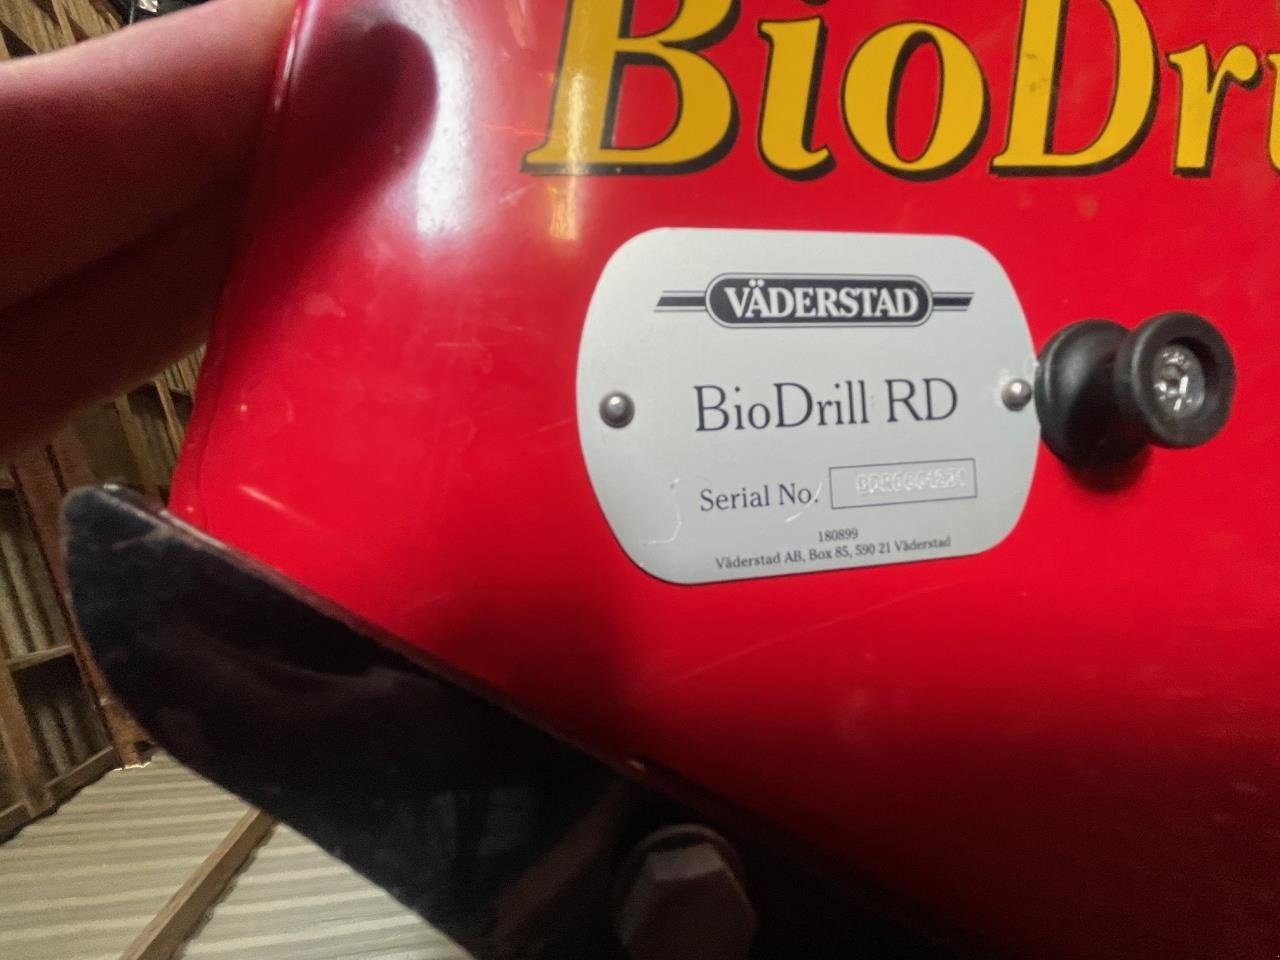 BioDr
VÄDERSTAD
BioDrill RD
Serial No.
180899
Väderstad AB, Box 85, 590 21 Väderstad